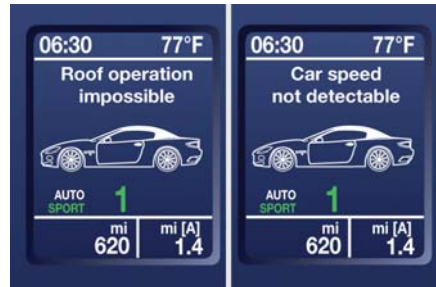 06:30 77°F
Roof operation
impossible
AUTO
SPORT 1
mi mi [A]
620 1.4
06:30 77°F
Car speed
not detectable
AUTO
SPORT 1
mi mi [A]
620 1.4